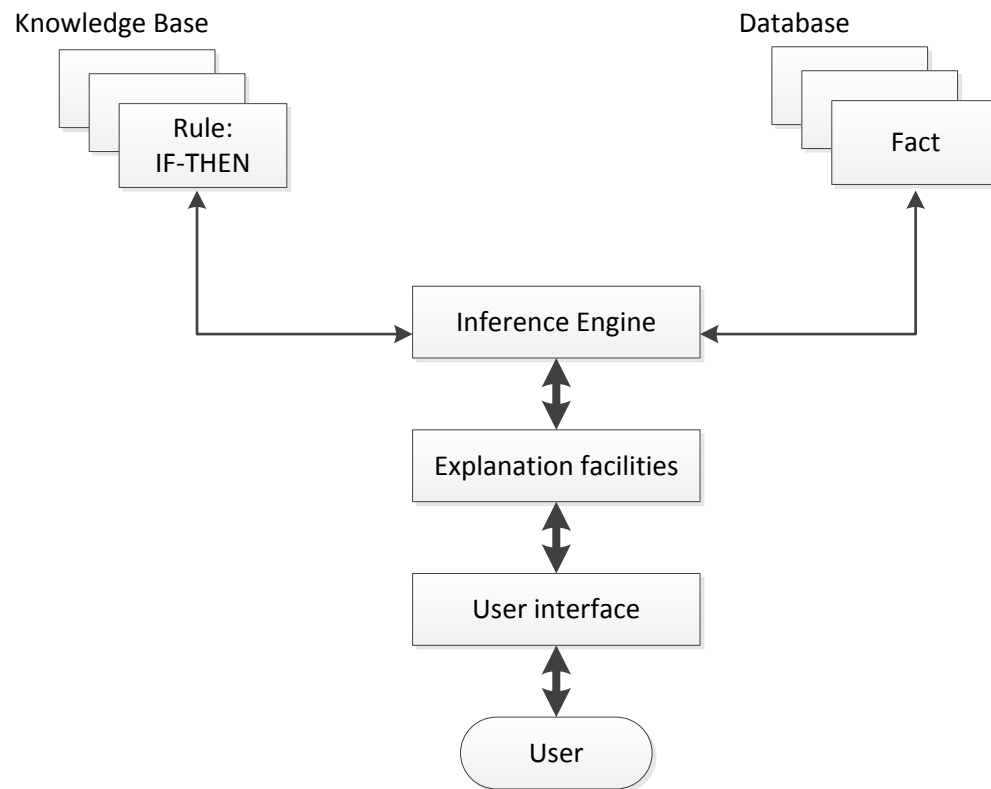 Knowledge Base
Database
Rule:
IF-THEN
Fact
Inference Engine
Explanation facilities
User interface
User